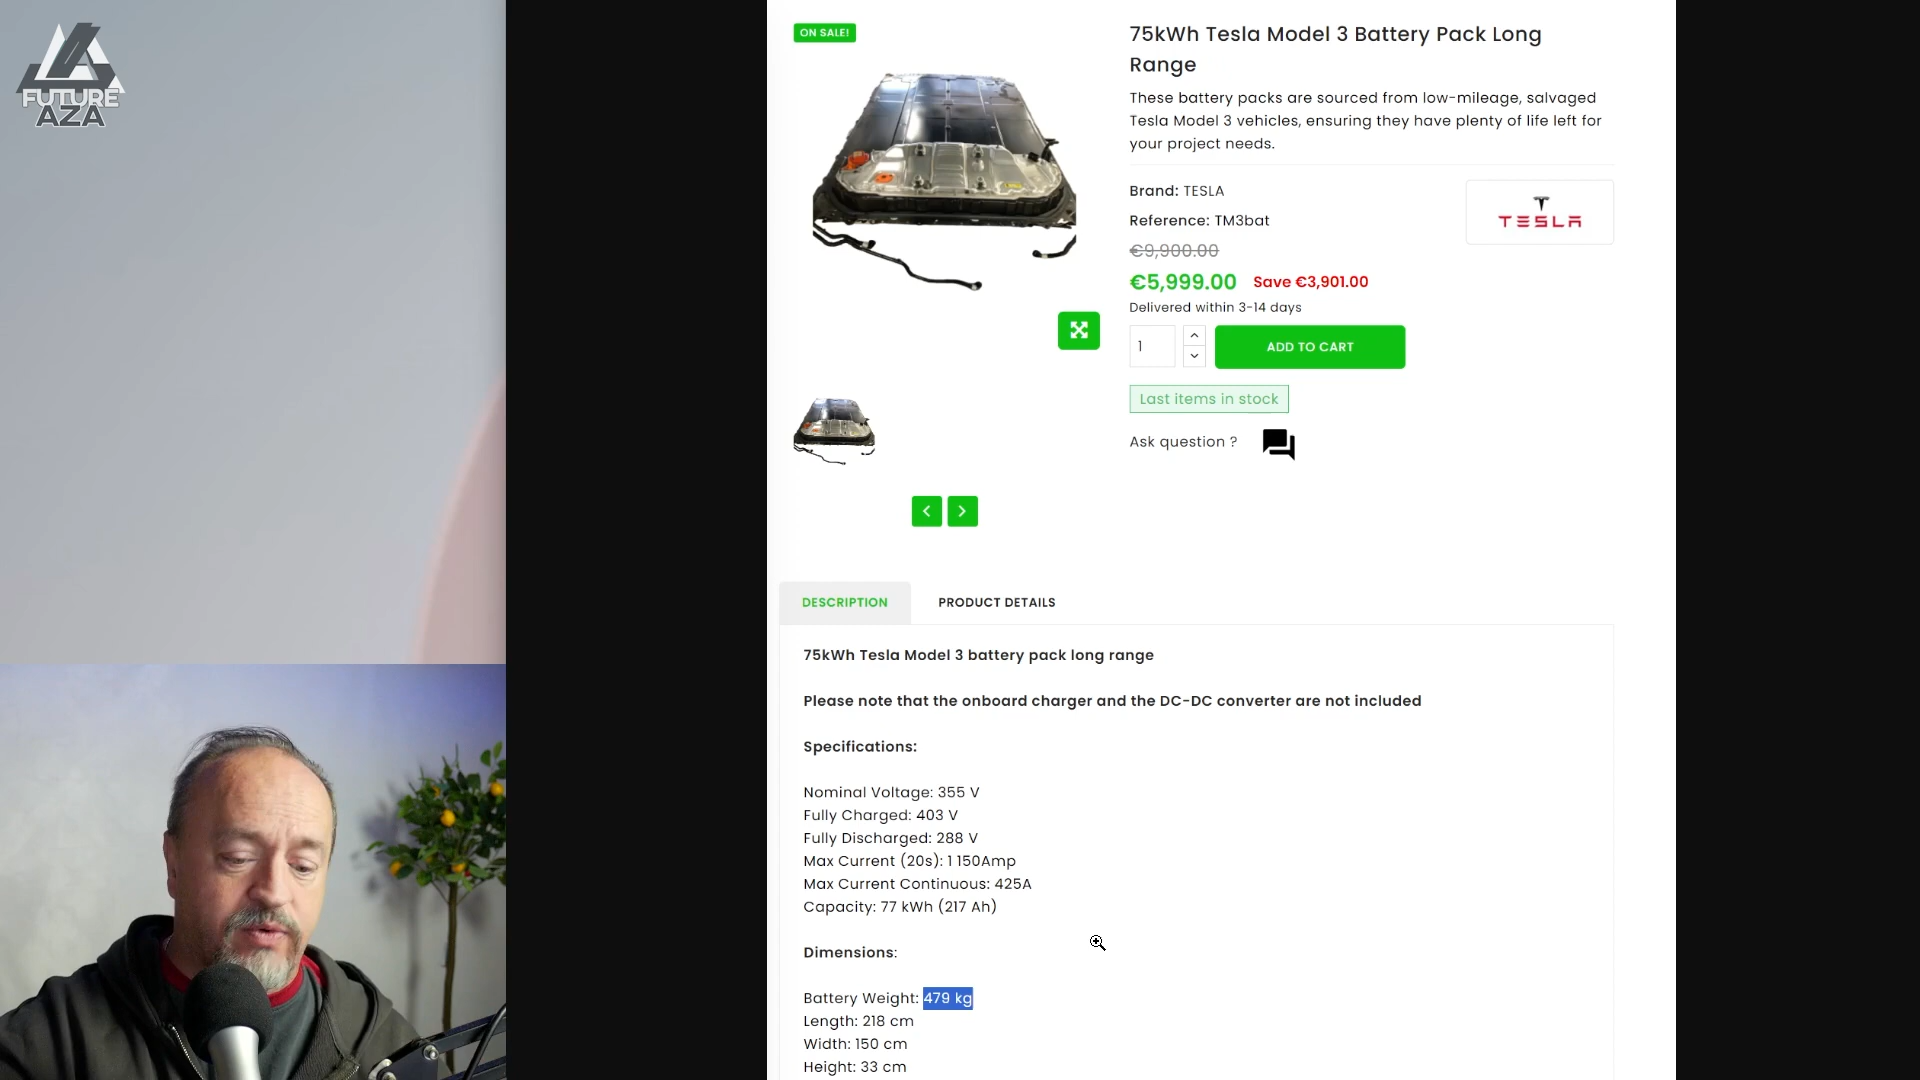 FUTURE
AZA
ON SALE!
75kWh Tesla Model 3 Battery Pack Long
Range
These battery packs are sourced from low-mileage, salvaged
Tesla Model 3 vehicles, ensuring they have plenty of life left for
your project needs.
Brand: TESLA
TESLA
Reference: TM3bat
€9,900.00
€5,999.00 Save €3,901.00
Delivered within 3-14 days
1
ADD TO CART
Last items in stock
Ask question ?
DESCRIPTION
PRODUCT DETAILS
75kWh Tesla Model 3 battery pack long range
Please note that the onboard charger and the DC-DC converter are not included
Specifications:
Nominal Voltage: 355 V
Fully Charged: 403 V
Fully Discharged: 288 V
Max Current (20s): 1 150Amp
Max Current Continuous: 425A
Capacity: 77 kWh (217 Ah)
Dimensions:
Battery Weight: 479 kg
Length: 218 cm
Width: 150 cm
Height: 33 cm